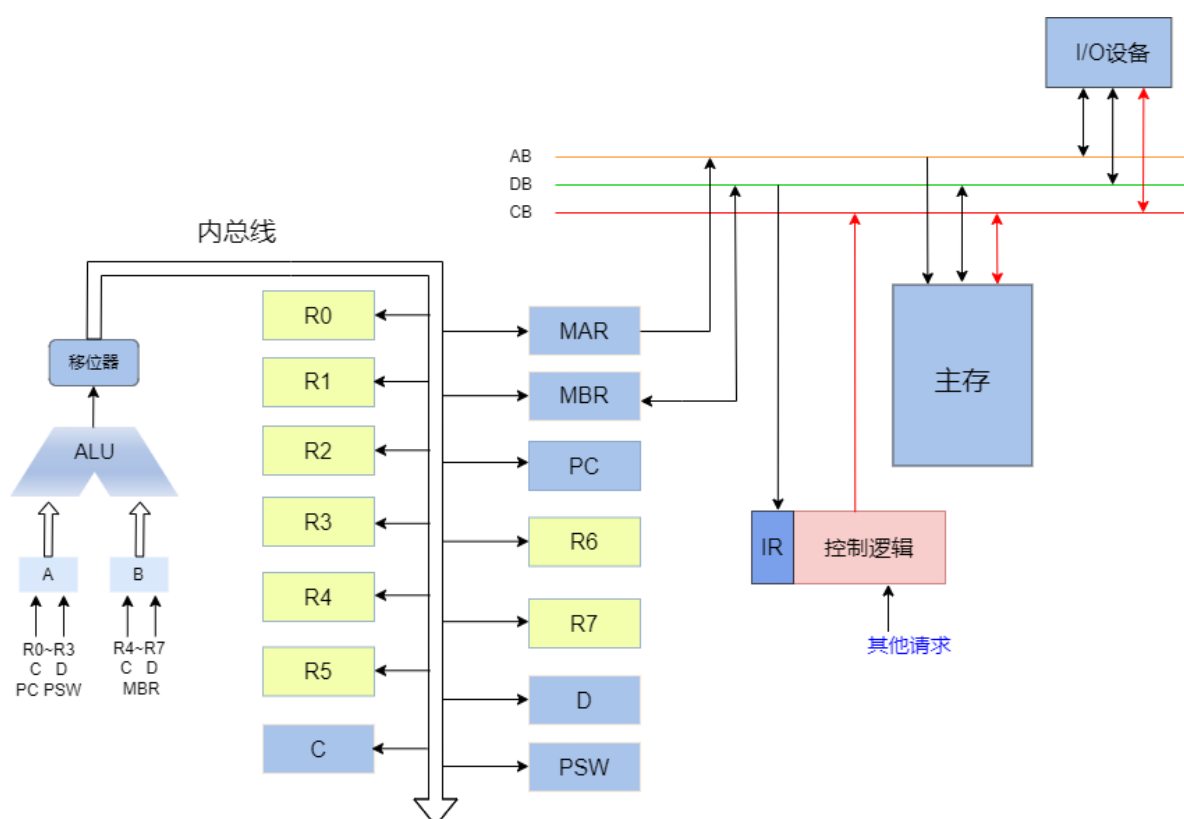 I/O设备
AB
DB
CB
内总线
R0
MAR
移位器
主存
R1
MBR
ALU
R2
PC
R3
R6
IR
控制逻辑
A
B
R4
R7
其他请求
R0~R3
C D
PC PSW
R4~R7
C D
MBR
R5
D
C
PSW